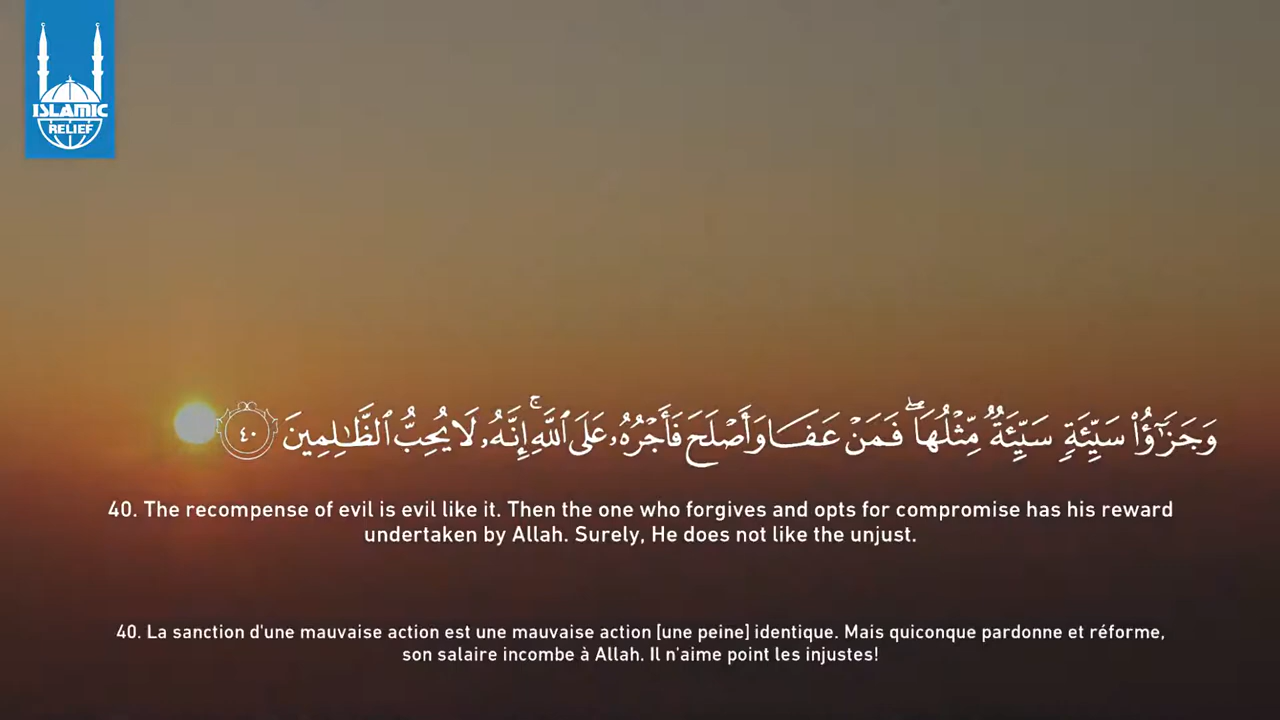 ISLAMIC
RELIEF
وَجَزَٰٓؤُا۟ سَيِّئَةٍ سَيِّئَةٌ مِّثْلُهَا ۖ فَمَنْ عَفَا وَأَصْلَحَ فَأَجْرُهُۥ عَلَى ٱللَّهِ ۚ إِنَّهُۥ لَا يُحِبُّ ٱلظَّـٰلِمِينَ ٤٠
40. The recompense of evil is evil like it. Then the one who forgives and opts for compromise has his reward
undertaken by Allah. Surely, He does not like the unjust.
40. La sanction d'une mauvaise action est une mauvaise action [une peine] identique. Mais quiconque pardonne et réforme,
son salaire incombe à Allah. Il n'aime point les injustes!